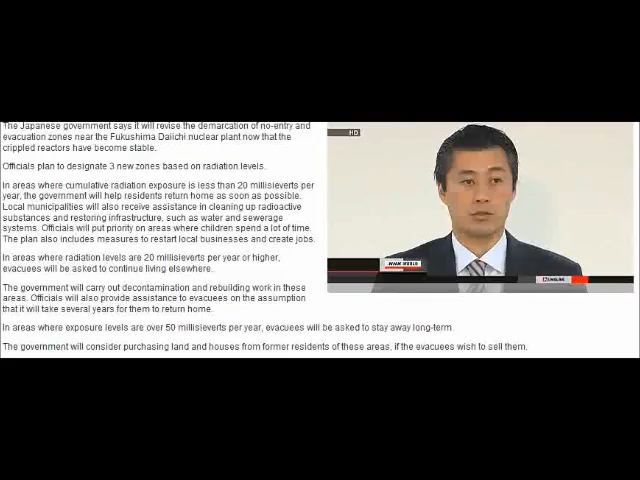 The Japanese government says it will revise the demarcation of no-entry and
evacuation zones near the Fukushima Daiichi nuclear plant now that the
crippled reactors have become stable.
Officials plan to designate 3 new zones based on radiation levels.
In areas where cumulative radiation exposure is less than 20 millisieverts per
year, the government will help residents return home as soon as possible.
Local municipalities will also receive assistance in cleaning up radioactive
substances and restoring infrastructure, such as water and sewerage
systems. Officials will put priority on areas where children spend a lot of time.
The plan also includes measures to restart local businesses and create jobs.
In areas where radiation levels are 20 millisieverts per year or higher,
evacuees will be asked to continue living elsewhere.
The government will carry out decontamination and rebuilding work in these
areas. Officials will also provide assistance to evacuees on the assumption
that it will take several years for them to return home.
In areas where exposure levels are over 50 millisieverts per year, evacuees will be asked to stay away long-term.
The government will consider purchasing land and houses from former residents of these areas, if the evacuees wish to sell them.
HD
NHK WORLD